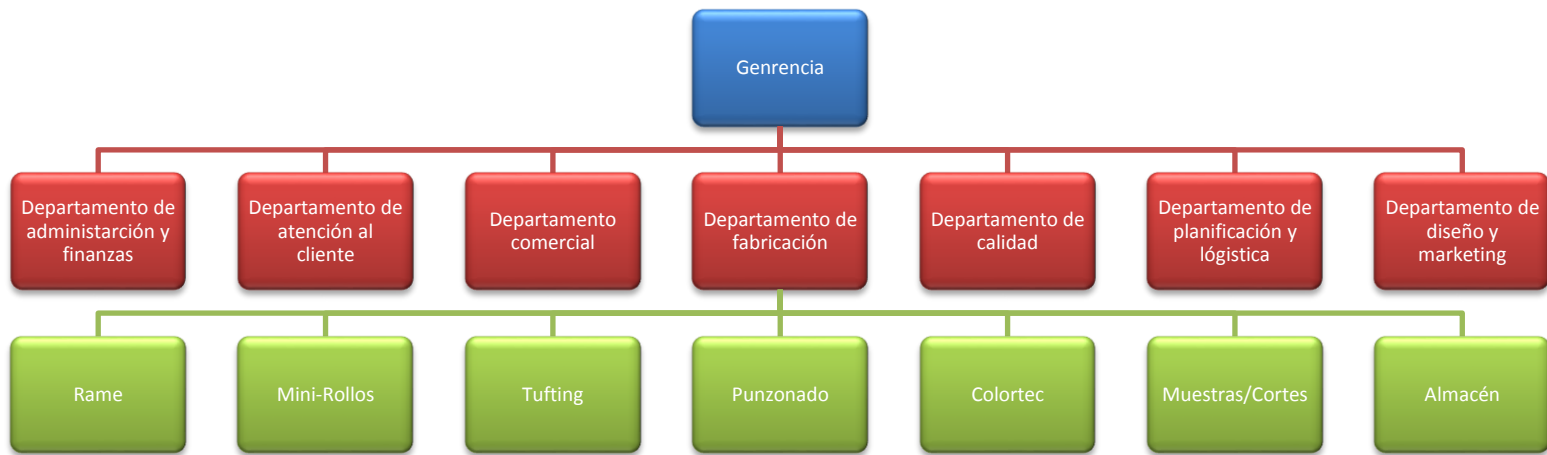 Genrencia
Departamento de
administarción y
finanzas
Departamento de
atención al
cliente
Departamento
comercial
Departamento de
fabricación
Departamento de
calidad
Departamento de
planificación y
lógistica
Departamento de
diseño y
marketing
Rame
Mini-Rollos
Tufting
Punzonado
Colortec
Muestras/Cortes
Almacén